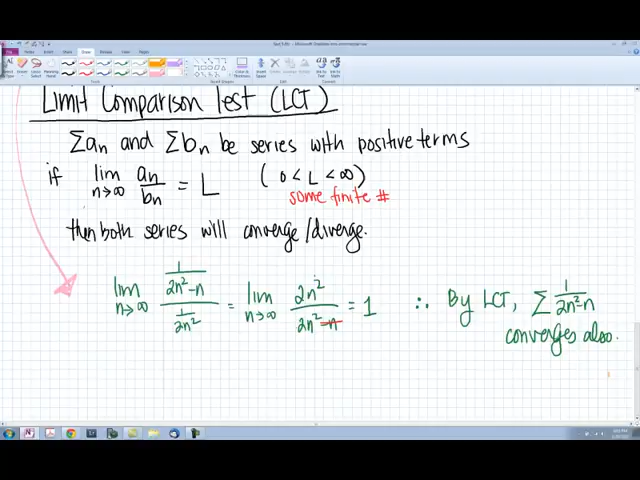 Limit Comparison Test (LCT)
Σan and Σbn be series with positive terms
if lim n→∞ an/bn = L (0 < L < ∞)
some finite #
then both series will converge/diverge.
lim n→∞ (1/(2n²-n))/(1/2n²) = lim n→∞ 2n²/(2n²-n) = 1 ∴ By LCT, Σ 1/(2n²-n)
converges also.